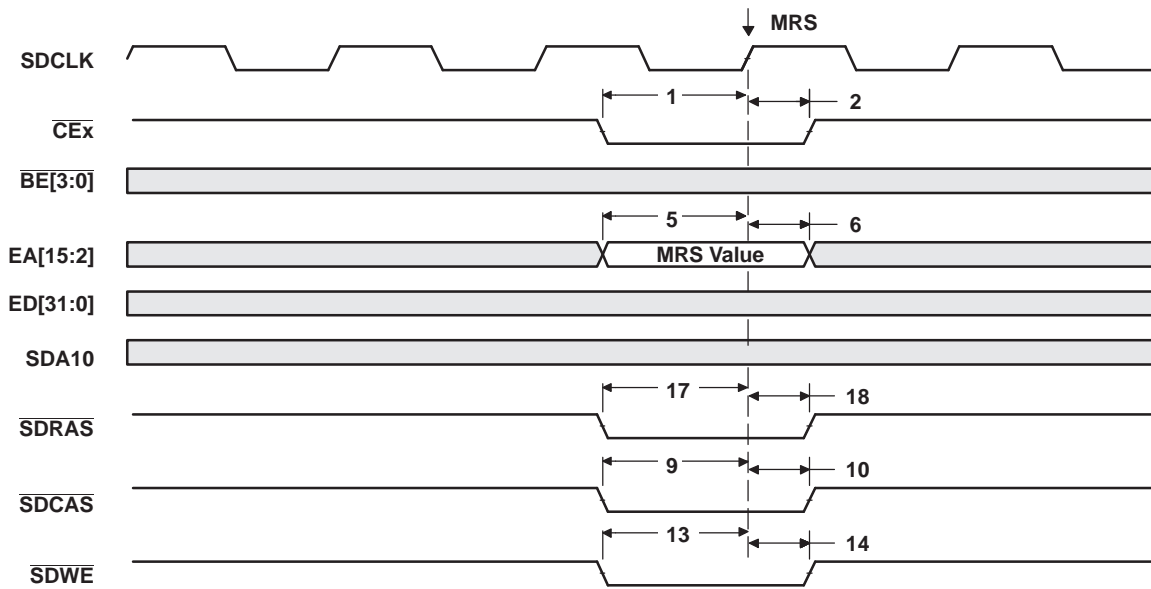 MRS
SDCLK
1
2
CEx
BE[3:0]
5
6
EA[15:2]
MRS Value
ED[31:0]
SDA10
17
18
SDRAS
9
10
SDCAS
13
14
SDWE